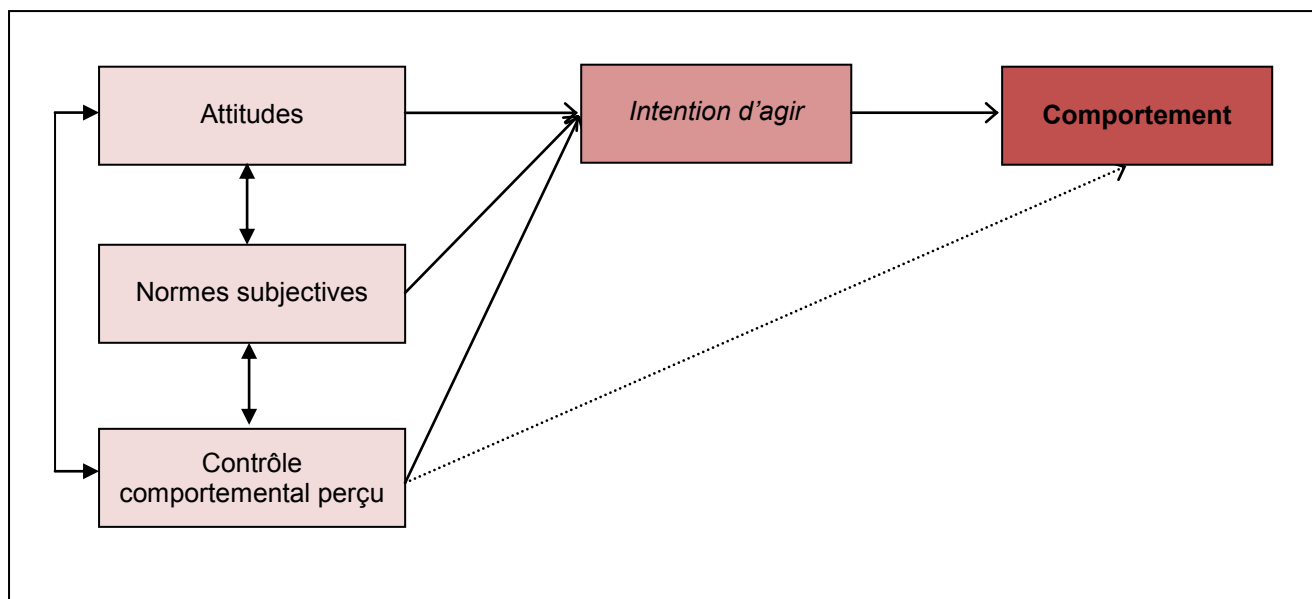 Attitudes
Intention d'agir
Comportement
Normes subjectives
Contrôle
comportemental perçu